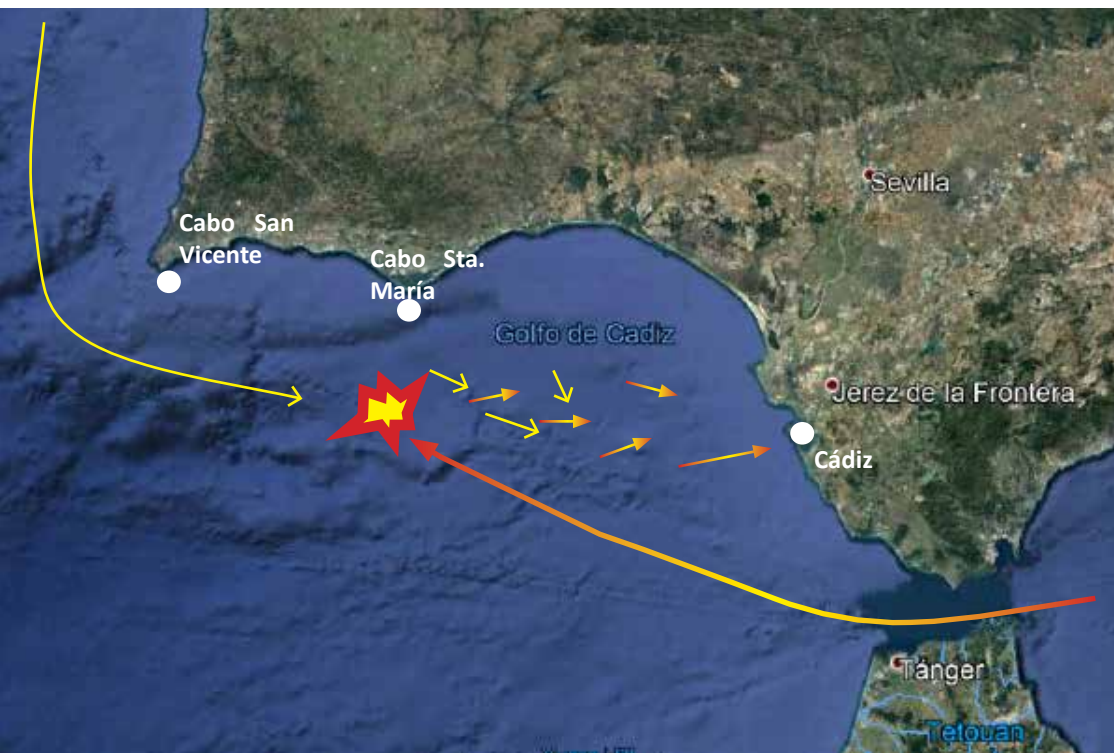 Sevilla
Cabo San
Vicente
Cabo Sta.
María
Golfo de Cadiz
Jerez de la Frontera
Cádiz
Tánger
Tetouan